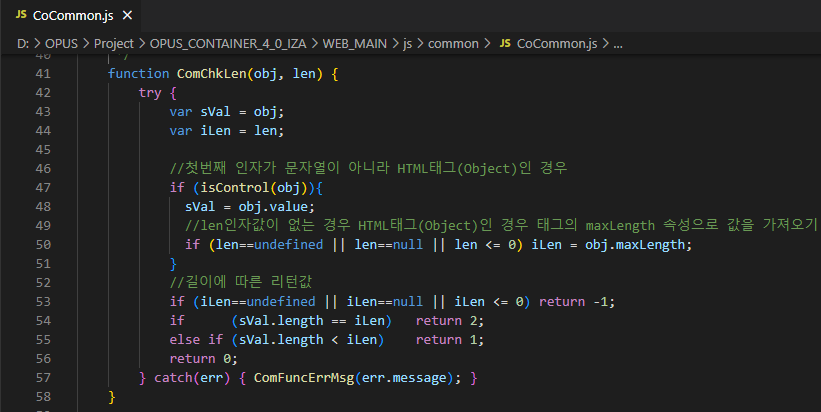 JS CoCommon.js ×
D: > OPUS > Project > OPUS_CONTAINER_4_0_IZA > WEB_MAIN > js > common > JS CoCommon.js > ...
40 */
41 function ComChkLen(obj, len) {
42 try {
43 var sVal = obj;
44 var iLen = len;
45
46 //첫번째 인자가 문자열이 아니라 HTML태그(Object)인 경우
47 if (isControl(obj)){
48 sVal = obj.value;
49 //len인자값이 없는 경우 HTML태그(Object)인 경우 태그의 maxLength 속성으로 값을 가져오기
50 if (len==undefined || len==null || len <= 0) iLen = obj.maxLength;
51 }
52 //길이에 따른 리턴값
53 if (iLen==undefined || iLen==null || iLen <= 0) return -1;
54 if (sVal.length == iLen) return 2;
55 else if (sVal.length < iLen) return 1;
56 return 0;
57 } catch(err) { ComFuncErrMsg(err.message); }
58 }